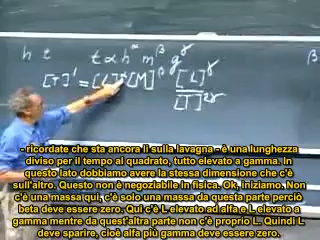 h t t ∝ h^α m^β g^γ β
[T]^1 = [L]^α [M]^β [L]^γ / [T]^2γ
- ricordate che sta ancora lì sulla lavagna - è una lunghezza
diviso per il tempo al quadrato, tutto elevato a gamma. In
questo lato dobbiamo avere la stessa dimensione che c'è
sull'altro. Questo non è negoziabile in fisica. Ok, iniziamo. Non
c'è una massa qui, c'è solo una massa da questa parte perciò
beta deve essere zero. Qui c'è L elevato ad alfa e L elevato a
gamma mentre da quest'altra parte non c'è proprio L. Quindi L
deve sparire, cioè alfa più gamma deve essere zero.